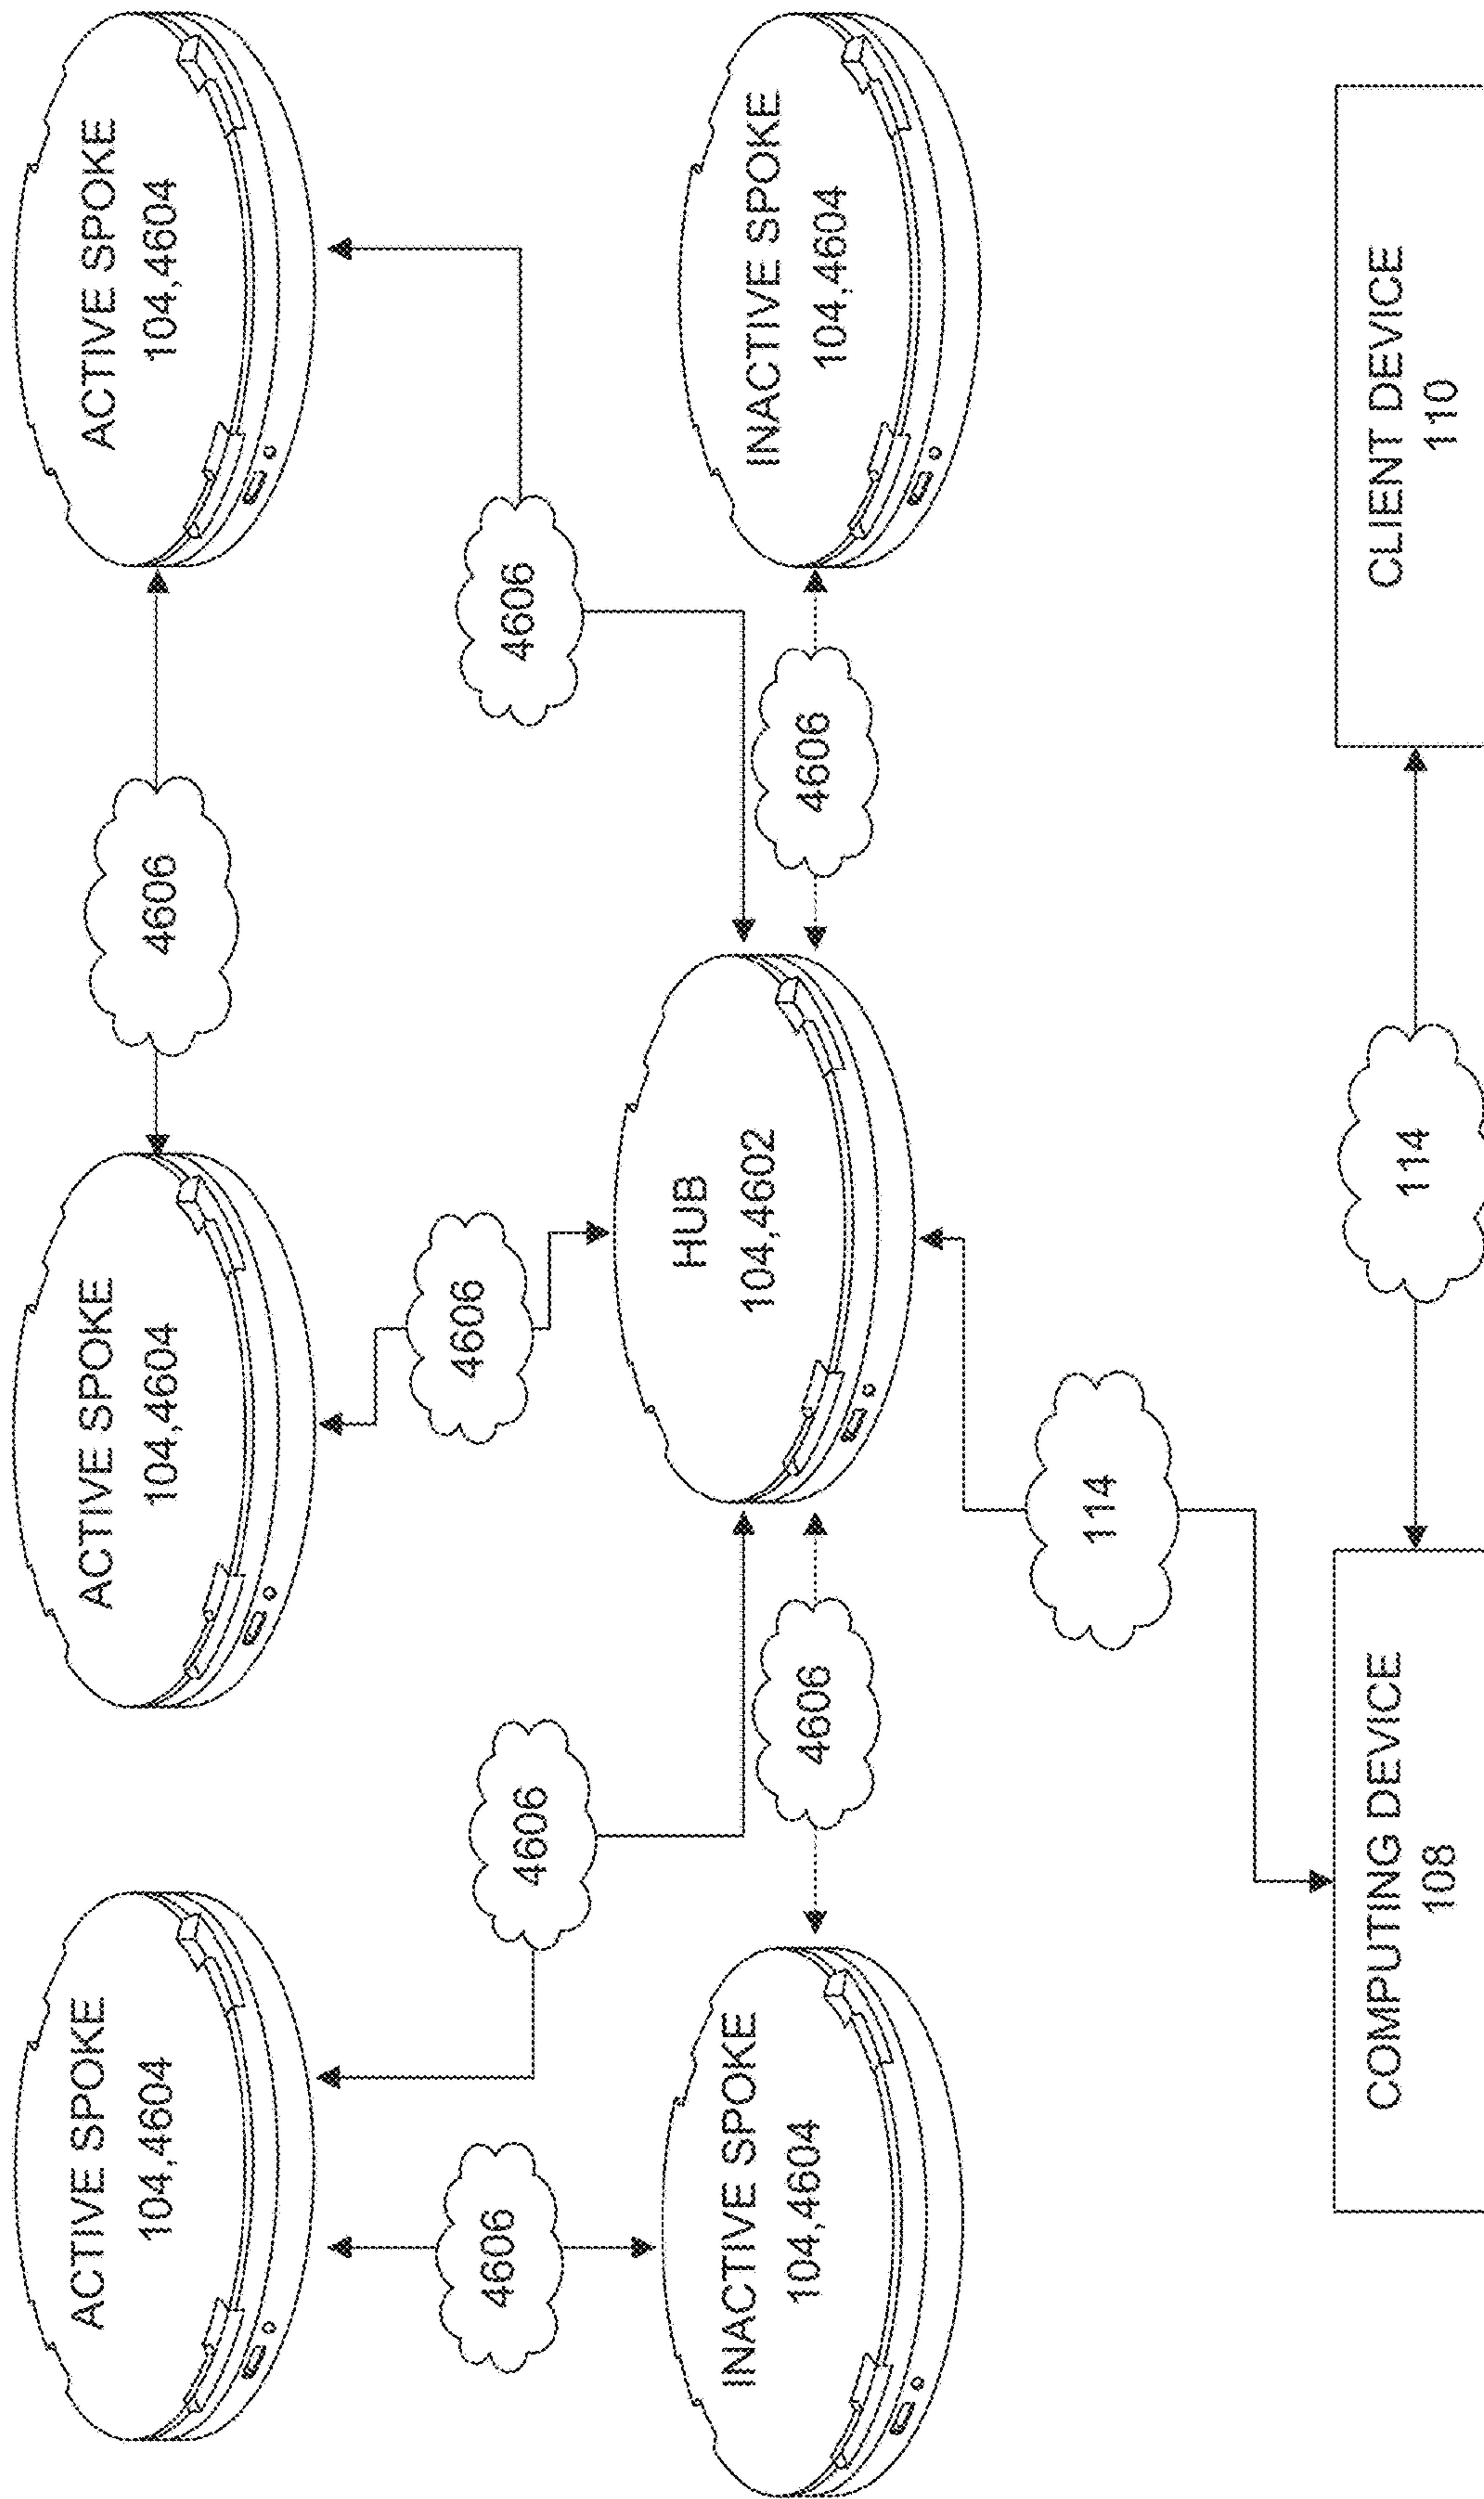 ACTIVE SPOKE
104,4604
4606
ACTIVE SPOKE
104,4604
4606
ACTIVE SPOKE
104,4604
4606
4606
4606
INACTIVE SPOKE
104,4604
4606
HUB
104,4602
4606
INACTIVE SPOKE
104,4604
114
COMPUTING DEVICE
108
114
CLIENT DEVICE
110